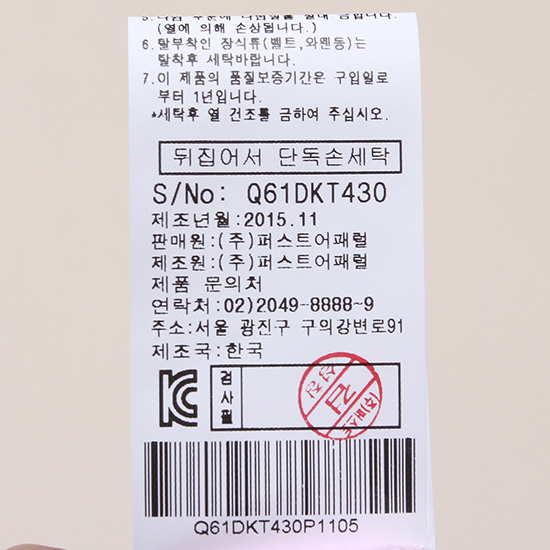 (열에 의해 손상됩니다.)
6. 탈부착인 장식류(벨트,와펜등)는
탈착후 세탁바랍니다.
7. 이 제품의 품질보증기간은 구입일로
부터 1년입니다.
*세탁후 열 건조를 금하여 주십시오.
뒤집어서 단독손세탁
S/No: Q61DKT430
제조년월:2015.11
판매원:(주)퍼스트어패럴
제조원:(주)퍼스트어패럴
제품 문의처
연락처:02)2049-8888~9
주소:서울 광진구 구의강변로91
제조국:한국
검사필
검
Q61DKT430P1105